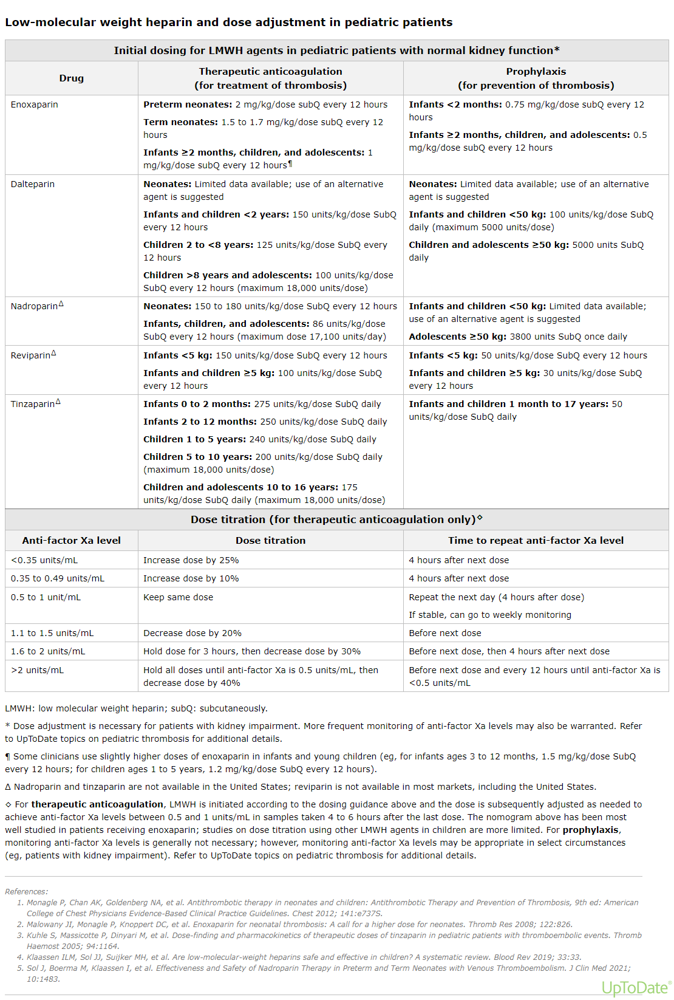 Low-molecular weight heparin and dose adjustment in pediatric patients
Initial dosing for LMWH agents in pediatric patients with normal kidney function*
Drug
Therapeutic anticoagulation
(for treatment of thrombosis)
Prophylaxis
(for prevention of thrombosis)
Enoxaparin
Preterm neonates: 2 mg/kg/dose subQ every 12 hours
Term neonates: 1.5 to 1.7 mg/kg/dose subQ every 12
hours
Infants ≥2 months, children, and adolescents: 1
mg/kg/dose subQ every 12 hours¶
Infants <2 months: 0.75 mg/kg/dose subQ every 12
hours
Infants ≥2 months, children, and adolescents: 0.5
mg/kg/dose subQ every 12 hours
Dalteparin
Neonates: Limited data available; use of an alternative
agent is suggested
Infants and children <2 years: 150 units/kg/dose SubQ
every 12 hours
Children 2 to <8 years: 125 units/kg/dose SubQ every
12 hours
Children >8 years and adolescents: 100 units/kg/dose
SubQ every 12 hours (maximum 18,000 units/dose)
Neonates: Limited data available; use of an alternative
agent is suggested
Infants and children <50 kg: 100 units/kg/dose SubQ
daily (maximum 5000 units/dose)
Children and adolescents ≥50 kg: 5000 units SubQ
daily
NadroparinΔ
Neonates: 150 to 180 units/kg/dose SubQ every 12 hours
Infants, children, and adolescents: 86 units/kg/dose
SubQ every 12 hours (maximum dose 17,100 units/day)
Infants and children <50 kg: Limited data available;
use of an alternative agent is suggested
Adolescents ≥50 kg: 3800 units SubQ once daily
ReviparinΔ
Infants <5 kg: 150 units/kg/dose SubQ every 12 hours
Infants and children ≥5 kg: 100 units/kg/dose SubQ
every 12 hours
Infants <5 kg: 50 units/kg/dose SubQ every 12 hours
Infants and children ≥5 kg: 30 units/kg/dose SubQ
every 12 hours
TinzaparinΔ
Infants 0 to 2 months: 275 units/kg/dose SubQ daily
Infants 2 to 12 months: 250 units/kg/dose SubQ daily
Children 1 to 5 years: 240 units/kg/dose SubQ daily
Children 5 to 10 years: 200 units/kg/dose SubQ daily
(maximum 18,000 units/dose)
Children and adolescents 10 to 16 years: 175
units/kg/dose SubQ daily (maximum 18,000 units/dose)
Infants and children 1 month to 17 years: 50
units/kg/dose SubQ daily
Dose titration (for therapeutic anticoagulation only)◊
Anti-factor Xa level
Dose titration
Time to repeat anti-factor Xa level
<0.35 units/mL
Increase dose by 25%
4 hours after next dose
0.35 to 0.49 units/mL
Increase dose by 10%
4 hours after next dose
0.5 to 1 unit/mL
Keep same dose
Repeat the next day (4 hours after dose)
If stable, can go to weekly monitoring
1.1 to 1.5 units/mL
Decrease dose by 20%
Before next dose
1.6 to 2 units/mL
Hold dose for 3 hours, then decrease dose by 30%
Before next dose, then 4 hours after next dose
>2 units/mL
Hold all doses until anti-factor Xa is 0.5 units/mL, then
decrease dose by 40%
Before next dose and every 12 hours until anti-factor Xa is
<0.5 units/mL
LMWH: low molecular weight heparin; subQ: subcutaneously.
* Dose adjustment is necessary for patients with kidney impairment. More frequent monitoring of anti-factor Xa levels may also be warranted. Refer
to UpToDate topics on pediatric thrombosis for additional details.
¶ Some clinicians use slightly higher doses of enoxaparin in infants and young children (eg, for infants ages 3 to 12 months, 1.5 mg/kg/dose SubQ
every 12 hours; for children ages 1 to 5 years, 1.2 mg/kg/dose SubQ every 12 hours).
Δ Nadroparin and tinzaparin are not available in the United States; reviparin is not available in most markets, including the United States.
◊ For therapeutic anticoagulation, LMWH is initiated according to the dosing guidance above and the dose is subsequently adjusted as needed to
achieve anti-factor Xa levels between 0.5 and 1 units/mL in samples taken 4 to 6 hours after the last dose. The nomogram above has been most
well studied in patients receiving enoxaparin; studies on dose titration using other LMWH agents in children are more limited. For prophylaxis,
monitoring anti-factor Xa levels is generally not necessary; however, monitoring anti-factor Xa levels may be appropriate in select circumstances
(eg, patients with kidney impairment). Refer to UpToDate topics on pediatric thrombosis for additional details.
References:
1. Monagle P, Chan AK, Goldenberg NA, et al. Antithrombotic therapy in neonates and children: Antithrombotic Therapy and Prevention of Thrombosis, 9th ed: American
College of Chest Physicians Evidence-Based Clinical Practice Guidelines. Chest 2012; 141:e737S.
2. Malowany JI, Monagle P, Knoppert DC, et al. Enoxaparin for neonatal thrombosis: A call for a higher dose for neonates. Thromb Res 2008; 122:826.
3. Kuhle S, Massicotte P, Dinyari M, et al. Dose-finding and pharmacokinetics of therapeutic doses of tinzaparin in pediatric patients with thromboembolic events. Thromb
Haemost 2005; 94:1164.
4. Klaassen ILM, Sol JJ, Suijker MH, et al. Are low-molecular-weight heparins safe and effective in children? A systematic review. Blood Rev 2019; 33:33.
5. Sol J, Boerma M, Klaassen I, et al. Effectiveness and Safety of Nadroparin Therapy in Preterm and Term Neonates with Venous Thromboembolism. J Clin Med 2021;
10:1483.
UpToDate®